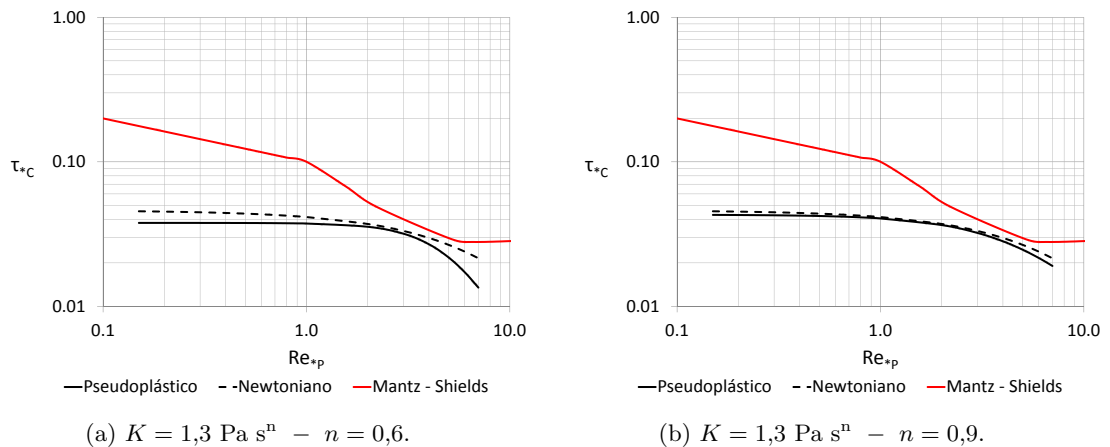 1.00
0.10
0.01
τ*C
0.1
1.0
10.0
Re*P
Pseudoplástico
Newtoniano
Mantz - Shields
(a) K = 1,3 Pa sⁿ − n = 0,6.
1.00
0.10
0.01
τ*C
0.1
1.0
10.0
Re*P
Pseudoplástico
Newtoniano
Mantz - Shields
(b) K = 1,3 Pa sⁿ − n = 0,9.